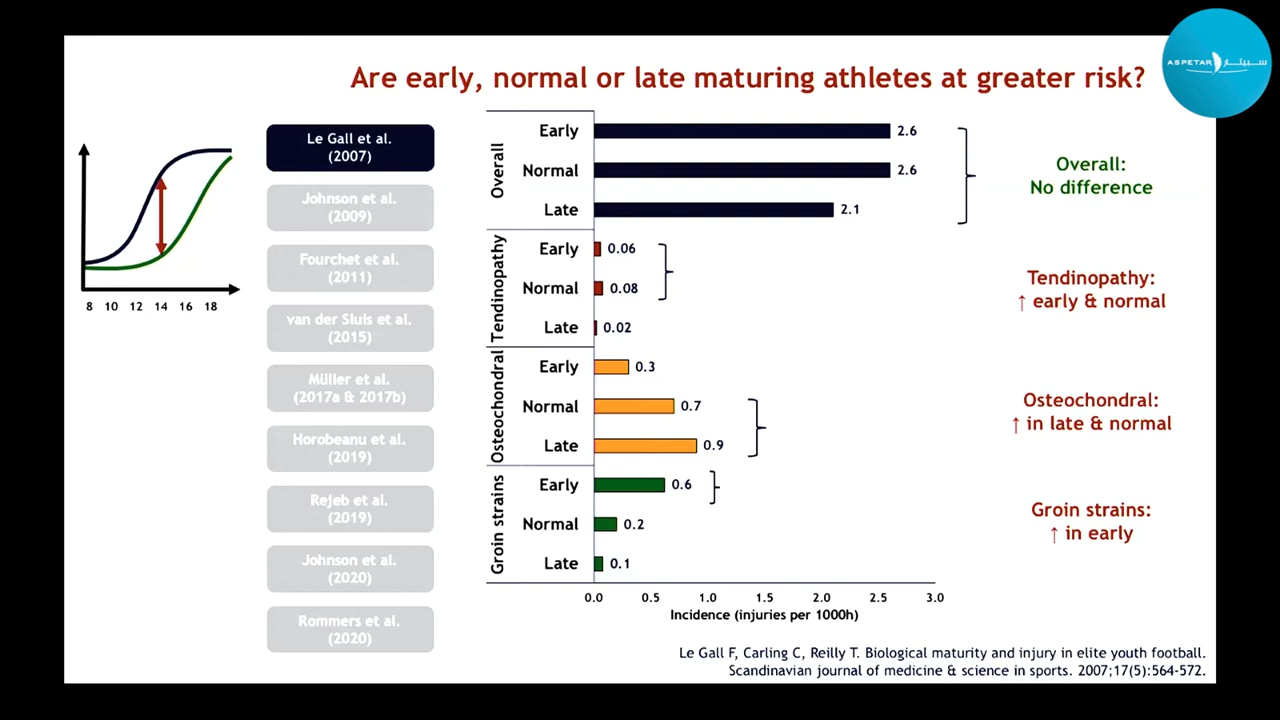 Are early, normal or late maturing athletes at greater risk?
ASPETAR سبيتار
8 10 12 14 16 18
Le Gall et al.
(2007)
Johnson et al.
(2009)
Fourchet et al.
(2011)
van der Sluis et al.
(2015)
Müller et al.
(2017a & 2017b)
Horobeanu et al.
(2019)
Rejeb et al.
(2019)
Johnson et al.
(2020)
Rommers et al.
(2020)
Overall
Early 2.6
Normal 2.6
Late 2.1
Tendinopathy
Early 0.06
Normal 0.08
Late 0.02
Osteochondral
Early 0.3
Normal 0.7
Late 0.9
Groin strains
Early 0.6
Normal 0.2
Late 0.1
0.0 0.5 1.0 1.5 2.0 2.5 3.0
Incidence (injuries per 1000h)
Overall:
No difference
Tendinopathy:
↑ early & normal
Osteochondral:
↑ in late & normal
Groin strains:
↑ in early
Le Gall F, Carling C, Reilly T. Biological maturity and injury in elite youth football.
Scandinavian journal of medicine & science in sports. 2007;17(5):564-572.